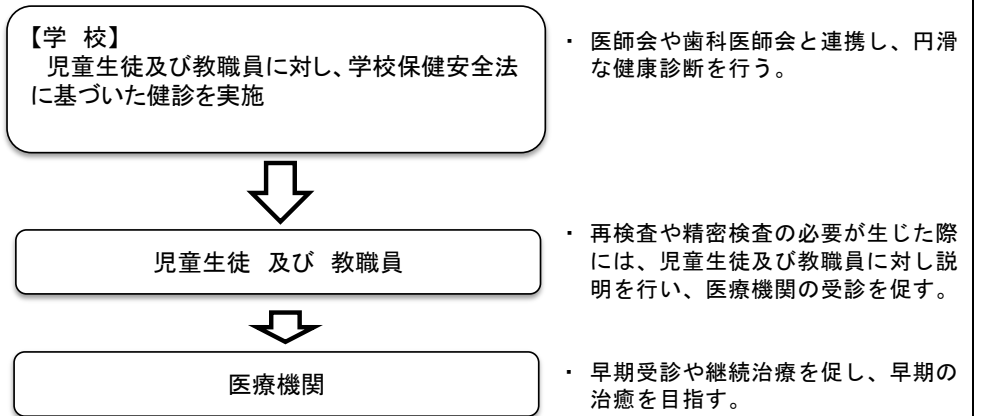 【学 校】
児童生徒及び教職員に対し、学校保健安全法
に基づいた健診を実施
・ 医師会や歯科医師会と連携し、円滑
な健康診断を行う。
児童生徒 及び 教職員
・ 再検査や精密検査の必要が生じた際
には、児童生徒及び教職員に対し説
明を行い、医療機関の受診を促す。
医療機関
・ 早期受診や継続治療を促し、早期の
治癒を目指す。